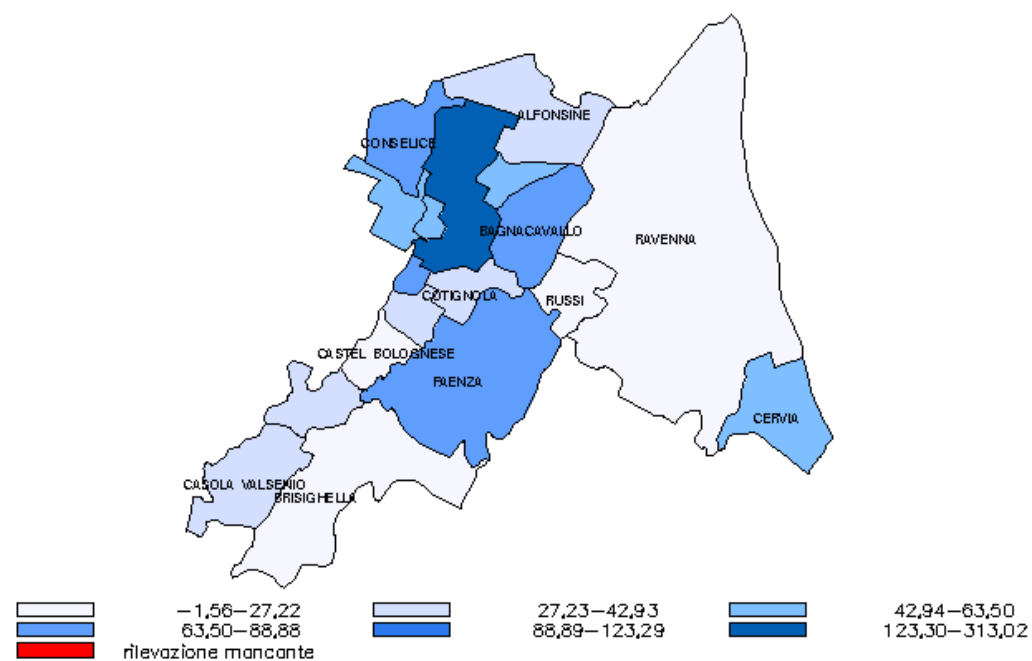 ALFONSINE
CONSELICE
BAGNACAVALLO
RAVENNA
COTIGNOLA
RUSSI
CASTEL BOLOGNESE
FAENZA
CERVIA
CASOLA VALSENIO
BRISIGHELLA
-1,56-27,22 27,23-42,93 42,94-63,50
63,50-88,88 88,89-123,29 123,30-313,02
rilevazione mancante